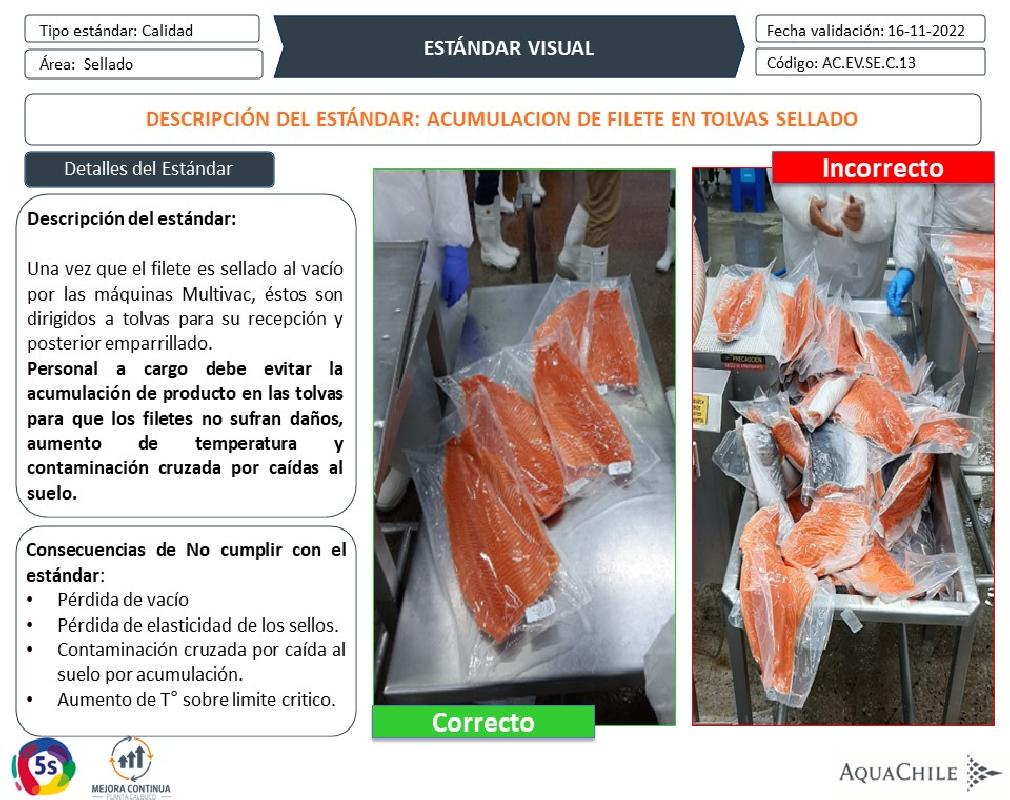 Tipo estándar: Calidad
Área: Sellado
ESTÁNDAR VISUAL
Fecha validación: 16-11-2022
Código: AC.EV.SE.C.13
DESCRIPCIÓN DEL ESTÁNDAR: ACUMULACION DE FILETE EN TOLVAS SELLADO
Detalles del Estándar
Descripción del estándar:
Una vez que el filete es sellado al vacío
por las máquinas Multivac, éstos son
dirigidos a tolvas para su recepción y
posterior emparrillado.
Personal a cargo debe evitar la
acumulación de producto en las tolvas
para que los filetes no sufran daños,
aumento de temperatura y
contaminación cruzada por caídas al
suelo.
Consecuencias de No cumplir con el
estándar:
• Pérdida de vacío
• Pérdida de elasticidad de los sellos.
• Contaminación cruzada por caída al
suelo por acumulación.
• Aumento de T° sobre limite critico.
Correcto
Incorrecto
PRECAUCION
5s
MEJORA CONTINUA
PLANTA CALBUCO
AQUACHILE